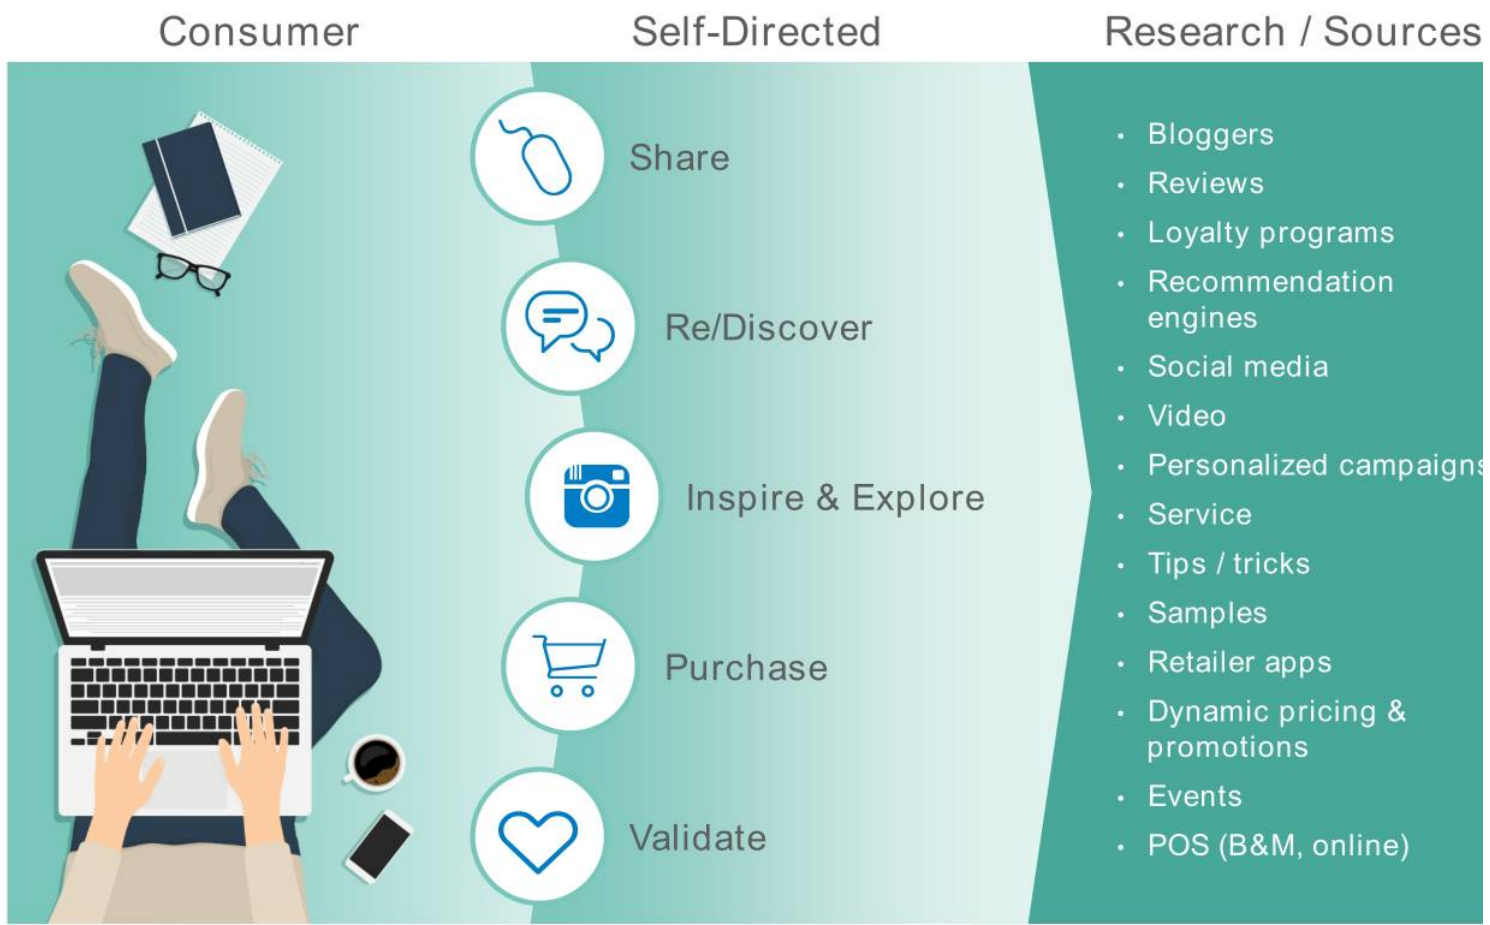 Consumer
Self-Directed
Research / Sources
Share
Re/Discover
Inspire & Explore
Purchase
Validate
• Bloggers
• Reviews
• Loyalty programs
• Recommendation
engines
• Social media
• Video
• Personalized campaigns
• Service
• Tips / tricks
• Samples
• Retailer apps
• Dynamic pricing &
promotions
• Events
• POS (B&M, online)